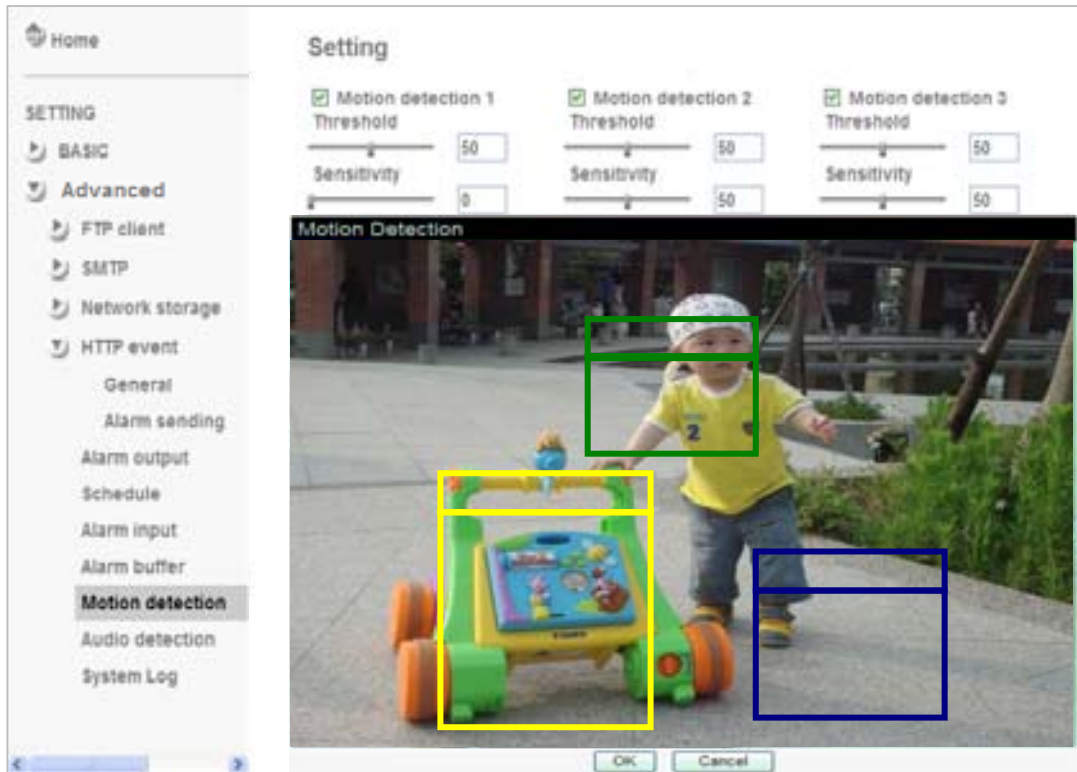 Home
SETTING
BASIC
Advanced
FTP client
SMTP
Network storage
HTTP event
General
Alarm sending
Alarm output
Schedule
Alarm input
Alarm buffer
Motion detection
Audio detection
System Log
Setting
Motion detection 1
Threshold
50
Sensitivity
0
Motion detection 2
Threshold
50
Sensitivity
50
Motion detection 3
Threshold
50
Sensitivity
50
Motion Detection
2
OK
Cancel